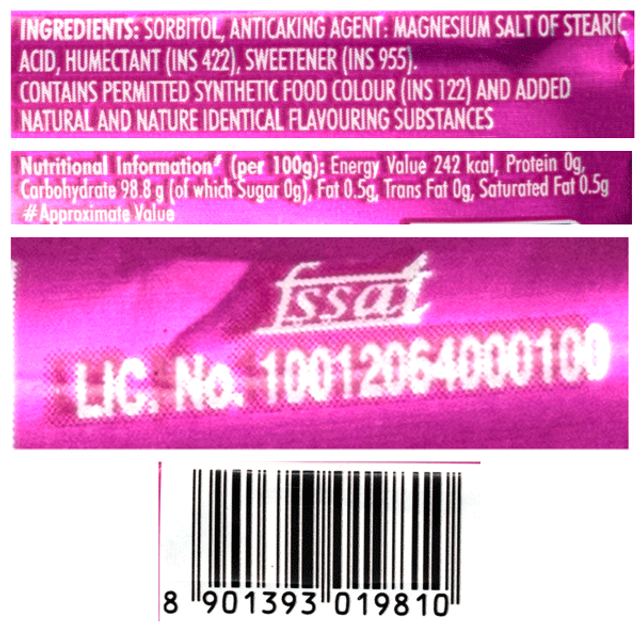 INGREDIENTS: SORBITOL, ANTICAKING AGENT: MAGNESIUM SALT OF STEARIC
ACID, HUMECTANT (INS 422), SWEETENER (INS 955).
CONTAINS PERMITTED SYNTHETIC FOOD COLOUR (INS 122) AND ADDED
NATURAL AND NATURE IDENTICAL FLAVOURING SUBSTANCES
Nutritional Information# (per 100g): Energy Value 242 kcal, Protein 0g,
Carbohydrate 98.8 g (of which Sugar 0g), Fat 0.5g, Trans Fat 0g, Saturated Fat 0.5g
#Approximate Value
fssai
LIC. No. 10012064000100
8 901393 019810